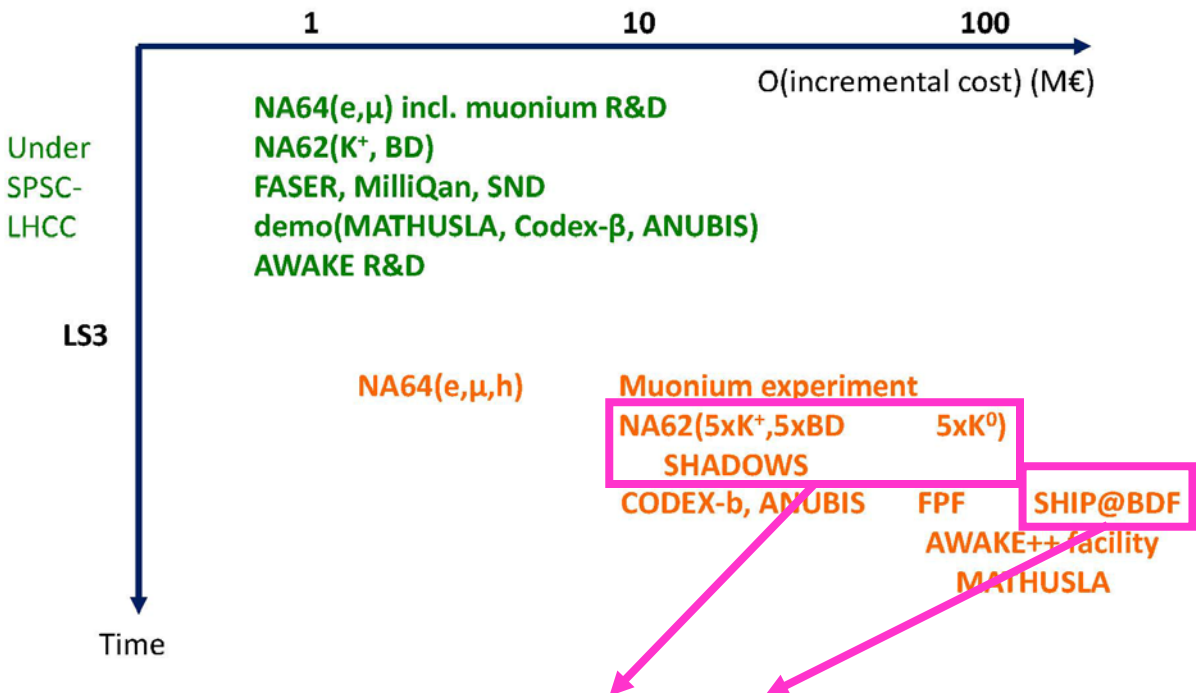 1 10 100
O(incremental cost) (M€)
NA64(e,μ) incl. muonium R&D
Under NA62(K⁺, BD)
SPSC- FASER, MilliQan, SND
LHCC demo(MATHUSLA, Codex-β, ANUBIS)
AWAKE R&D
LS3
NA64(e,μ,h) Muonium experiment
NA62(5xK⁺,5xBD 5xK⁰)
SHADOWS
CODEX-b, ANUBIS FPF SHIP@BDF
AWAKE++ facility
MATHUSLA
Time